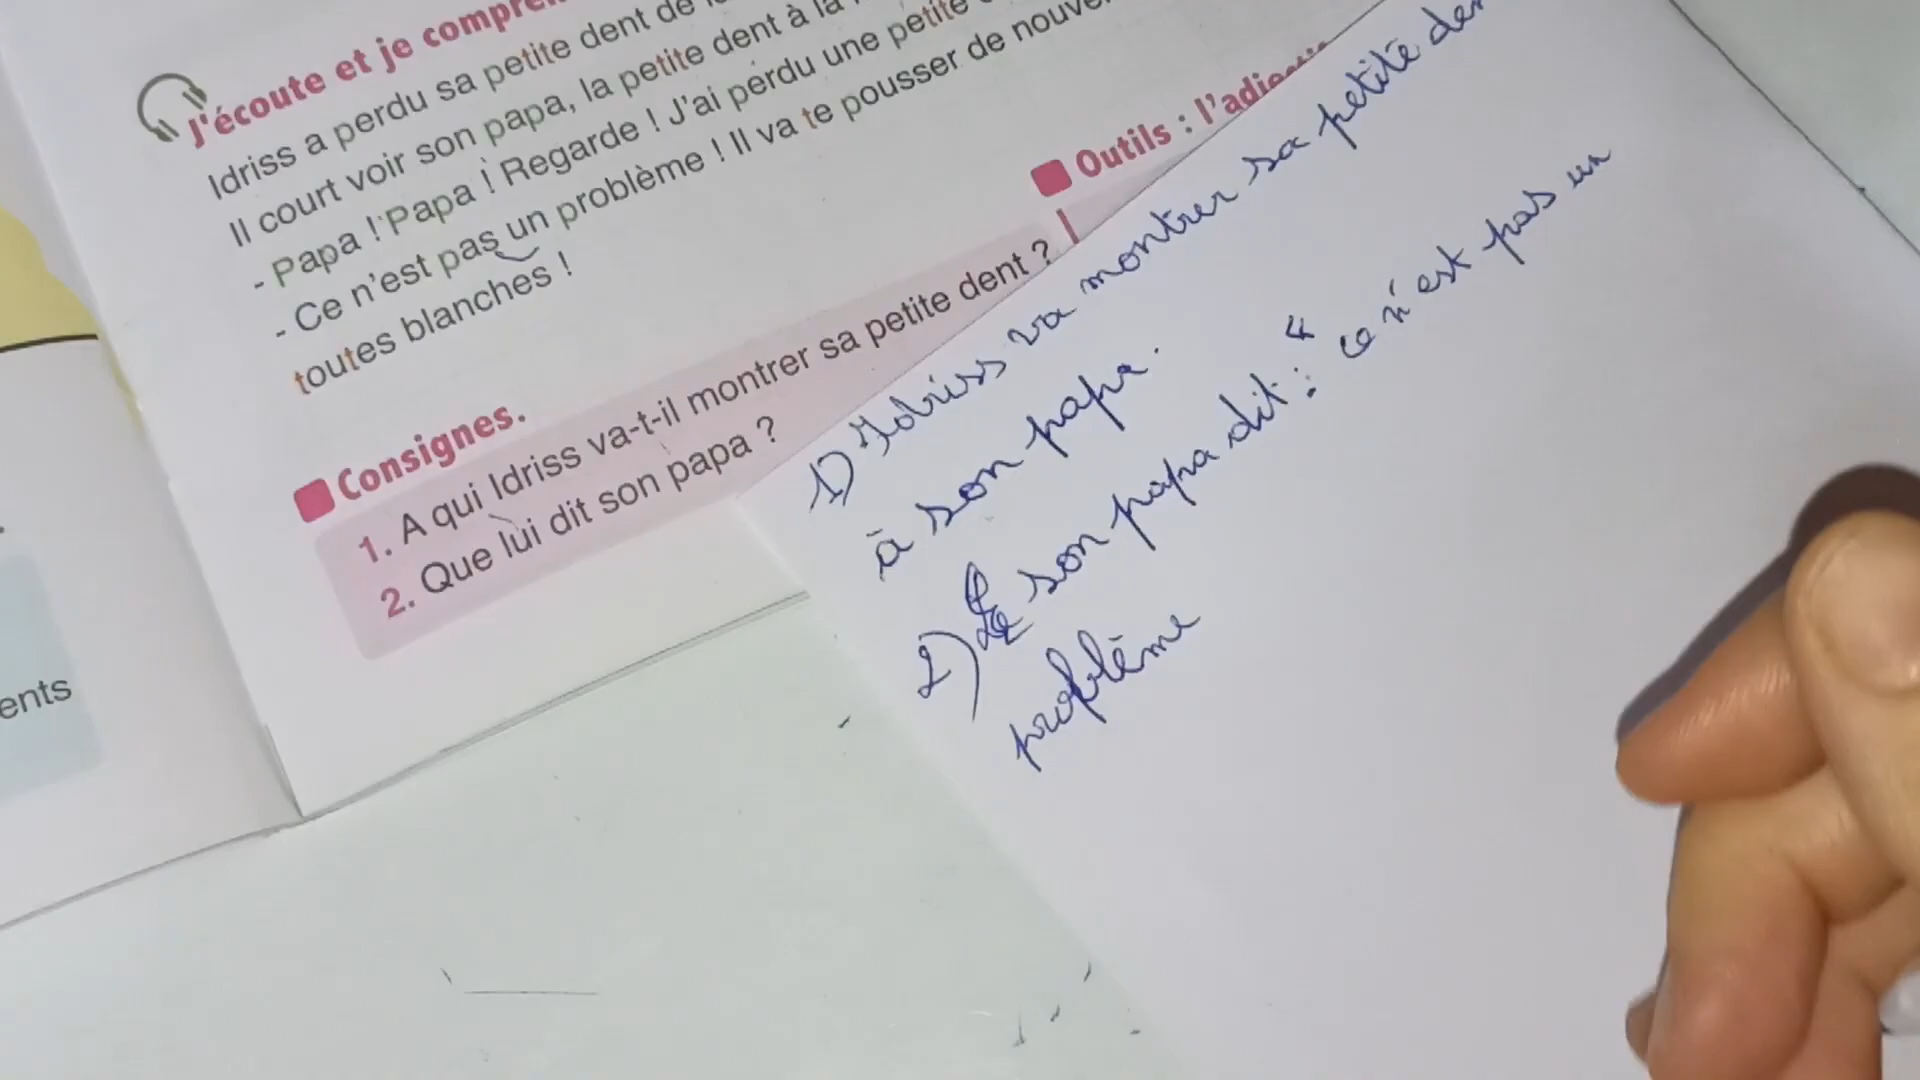 J'écoute et je compren
Idriss a perdu sa petite dent de
Il court voir son papa, la petite dent à la
- Papa ! Papa ! Regarde ! J'ai perdu une petite
- Ce n'est pas un problème ! Il va te pousser de nouve
toutes blanches !
Consignes.
1. A qui Idriss va-t-il montrer sa petite dent ?
2. Que lui dit son papa ?
Outils : l'adje
ents
1) Idriss va montrer sa petite den
à son papa.
2) son papa dit : " ce n'est pas un
problème